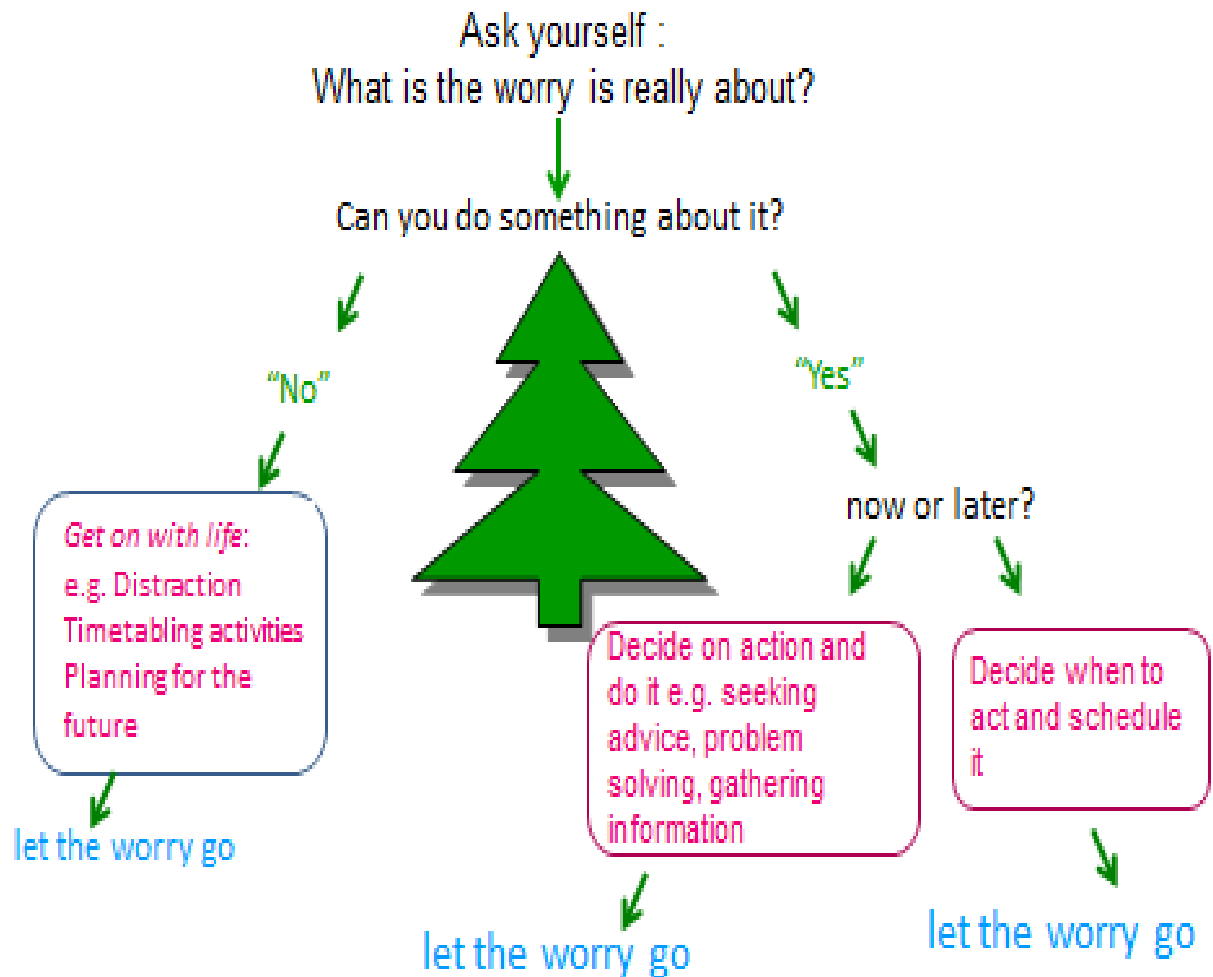 Ask yourself :
What is the worry is really about?
Can you do something about it?
“No”
“Yes”
now or later?
Get on with life:
e.g. Distraction
Timetabling activities
Planning for the
future
Decide on action and
do it e.g. seeking
advice, problem
solving, gathering
information
Decide when to
act and schedule
it
let the worry go
let the worry go
let the worry go